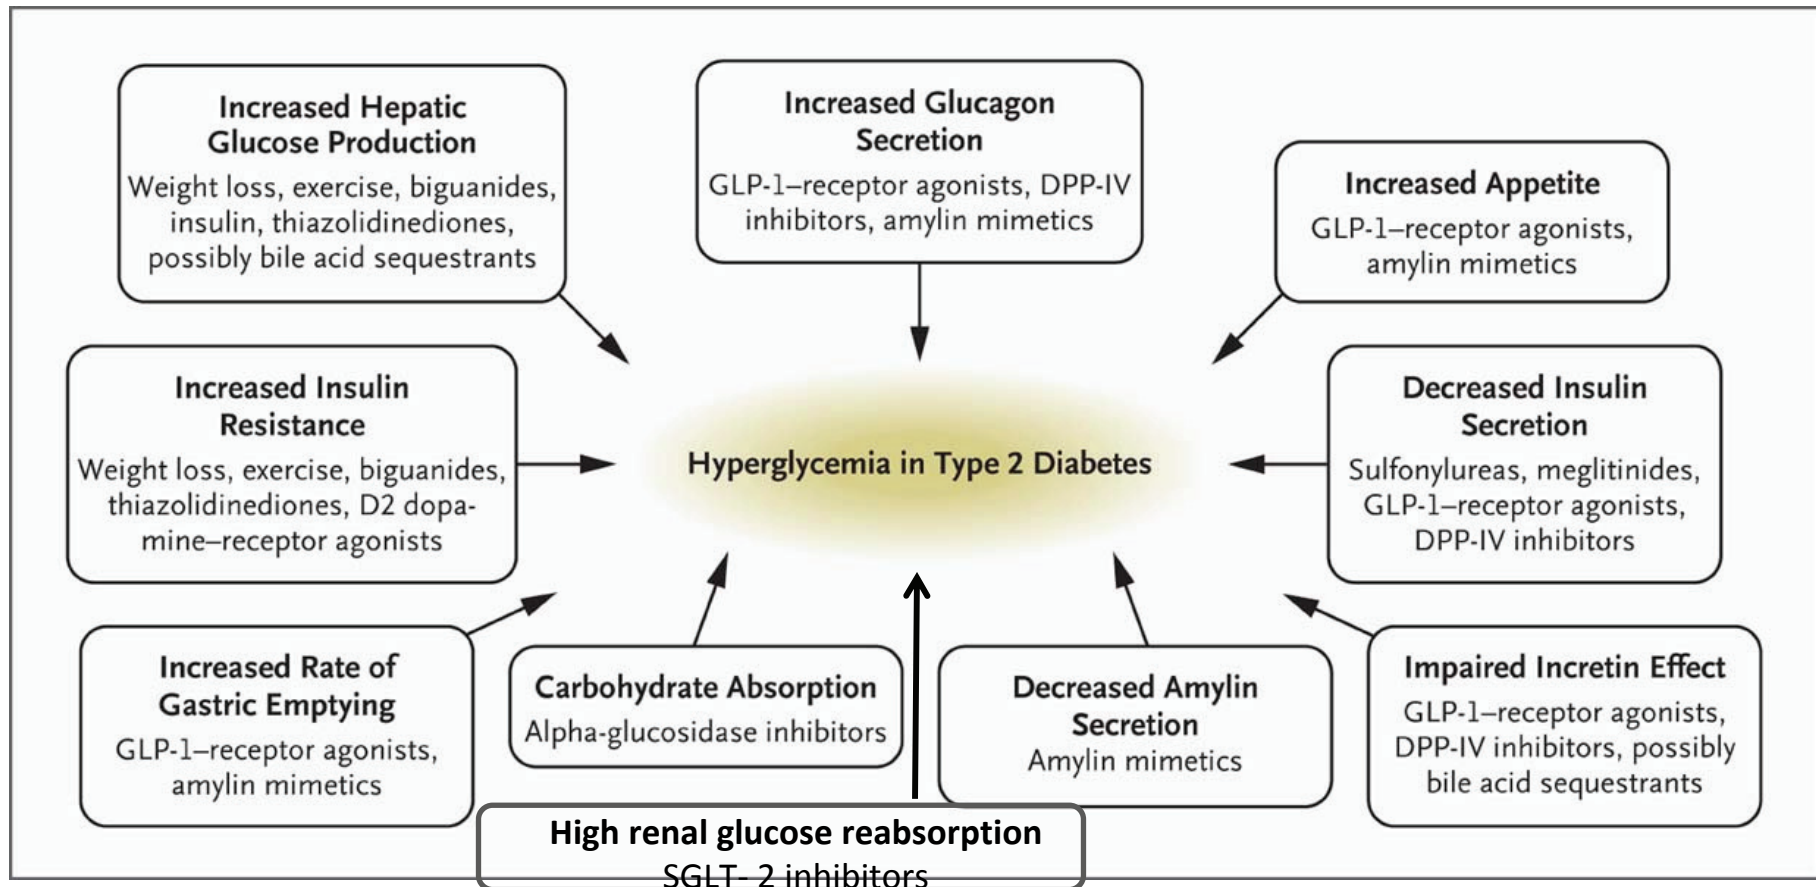 Increased Hepatic
Glucose Production
Weight loss, exercise, biguanides,
insulin, thiazolidinediones,
possibly bile acid sequestrants
Increased Glucagon
Secretion
GLP-1–receptor agonists, DPP-IV
inhibitors, amylin mimetics
Increased Appetite
GLP-1–receptor agonists,
amylin mimetics
Increased Insulin
Resistance
Weight loss, exercise, biguanides,
thiazolidinediones, D2 dopa-
mine–receptor agonists
Hyperglycemia in Type 2 Diabetes
Decreased Insulin
Secretion
Sulfonylureas, meglitinides,
GLP-1–receptor agonists,
DPP-IV inhibitors
Increased Rate of
Gastric Emptying
GLP-1–receptor agonists,
amylin mimetics
Carbohydrate Absorption
Alpha-glucosidase inhibitors
Decreased Amylin
Secretion
Amylin mimetics
Impaired Incretin Effect
GLP-1–receptor agonists,
DPP-IV inhibitors, possibly
bile acid sequestrants
High renal glucose reabsorption
SGLT- 2 inhibitors